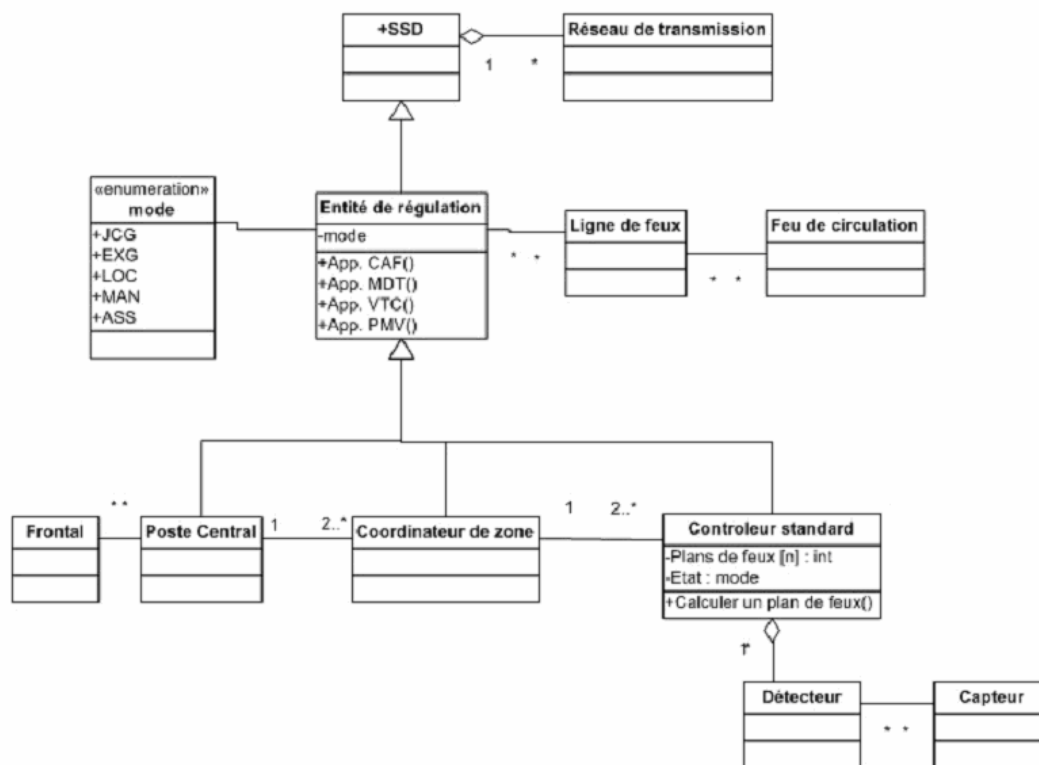 +SSD
Réseau de transmission
1 *
«enumeration»
mode
+JCG
+EXG
+LOC
+MAN
+ASS
Entité de régulation
-mode
+App. CAF()
+App. MDT()
+App. VTC()
+App. PMV()
* *
Ligne de feux
* *
Feu de circulation
Frontal
* *
Poste Central
1 2..*
Coordinateur de zone
1 2..*
Controleur standard
-Plans de feux [n] : int
-Etat : mode
+Calculer un plan de feux()
Détecteur
* *
Capteur